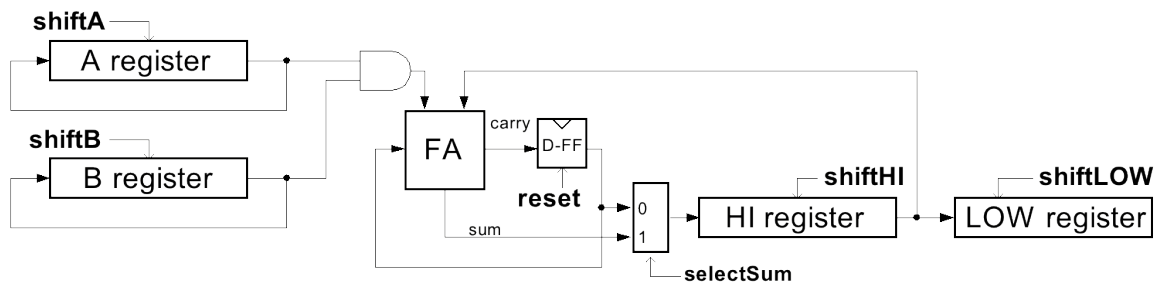 shiftA
A register
shiftB
B register
FA
carry
D-FF
reset
sum
0
1
selectSum
shiftHI
HI register
shiftLOW
LOW register